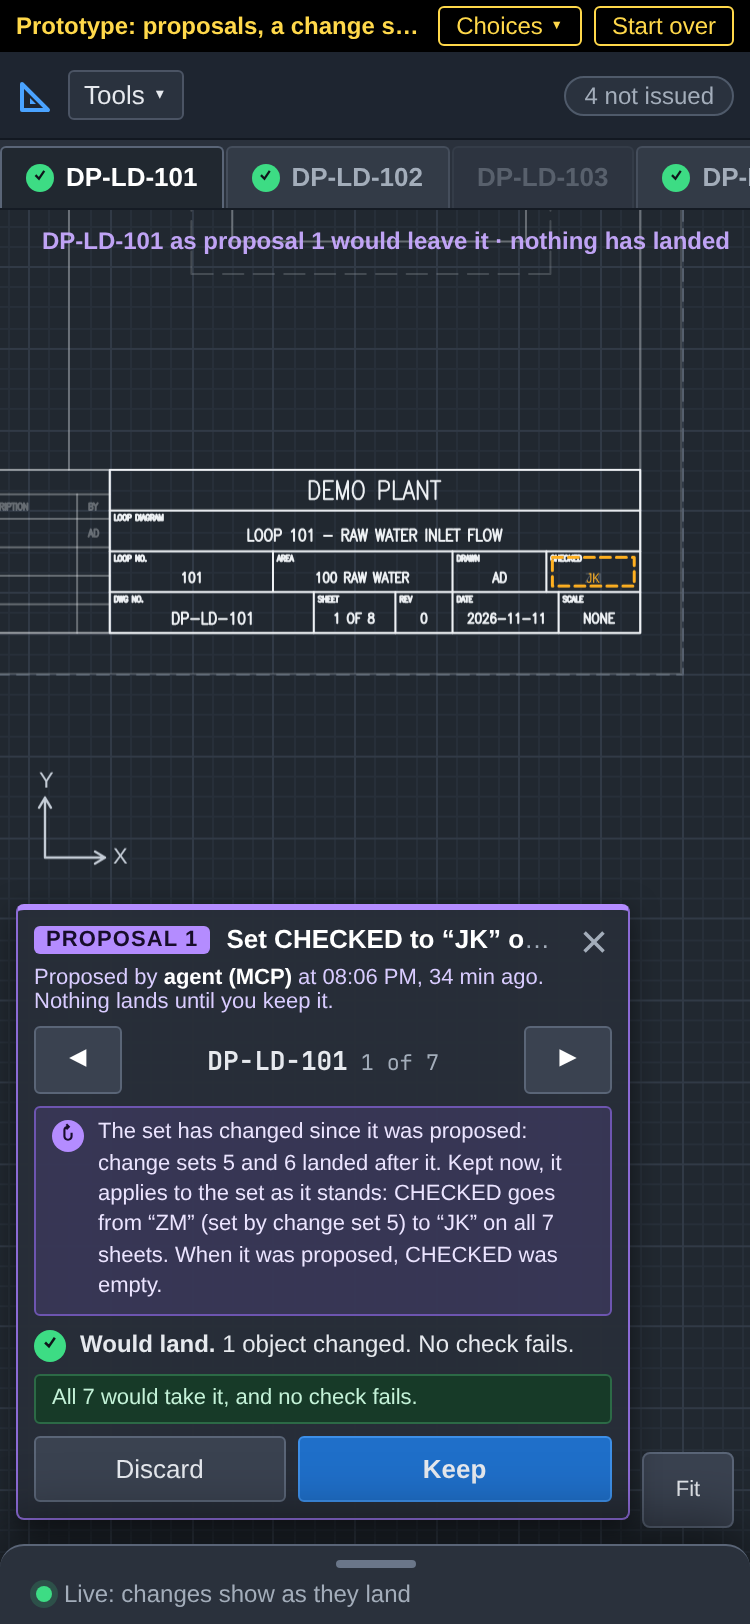 Prototype: proposals, a change s…
Choices ▾
Start over
Tools ▾
4 not issued
DP-LD-101
DP-LD-102
DP-LD-103
DP-
DP-LD-101 as proposal 1 would leave it · nothing has landed
DEMO PLANT
RIPTION
BY
LOOP DIAGRAM
AD
LOOP 101 – RAW WATER INLET FLOW
LOOP NO.
AREA
DRAWN
CHECKED
101
100 RAW WATER
AD
JK
DWG NO.
SHEET
REV
DATE
SCALE
DP-LD-101
1 OF 8
0
2026-11-11
NONE
Y
X
PROPOSAL 1
Set CHECKED to “JK” o…
Proposed by agent (MCP) at 08:06 PM, 34 min ago.
Nothing lands until you keep it.
DP-LD-101 1 of 7
The set has changed since it was proposed:
change sets 5 and 6 landed after it. Kept now, it
applies to the set as it stands: CHECKED goes
from “ZM” (set by change set 5) to “JK” on all 7
sheets. When it was proposed, CHECKED was
empty.
Would land. 1 object changed. No check fails.
All 7 would take it, and no check fails.
Discard
Keep
Fit
Live: changes show as they land